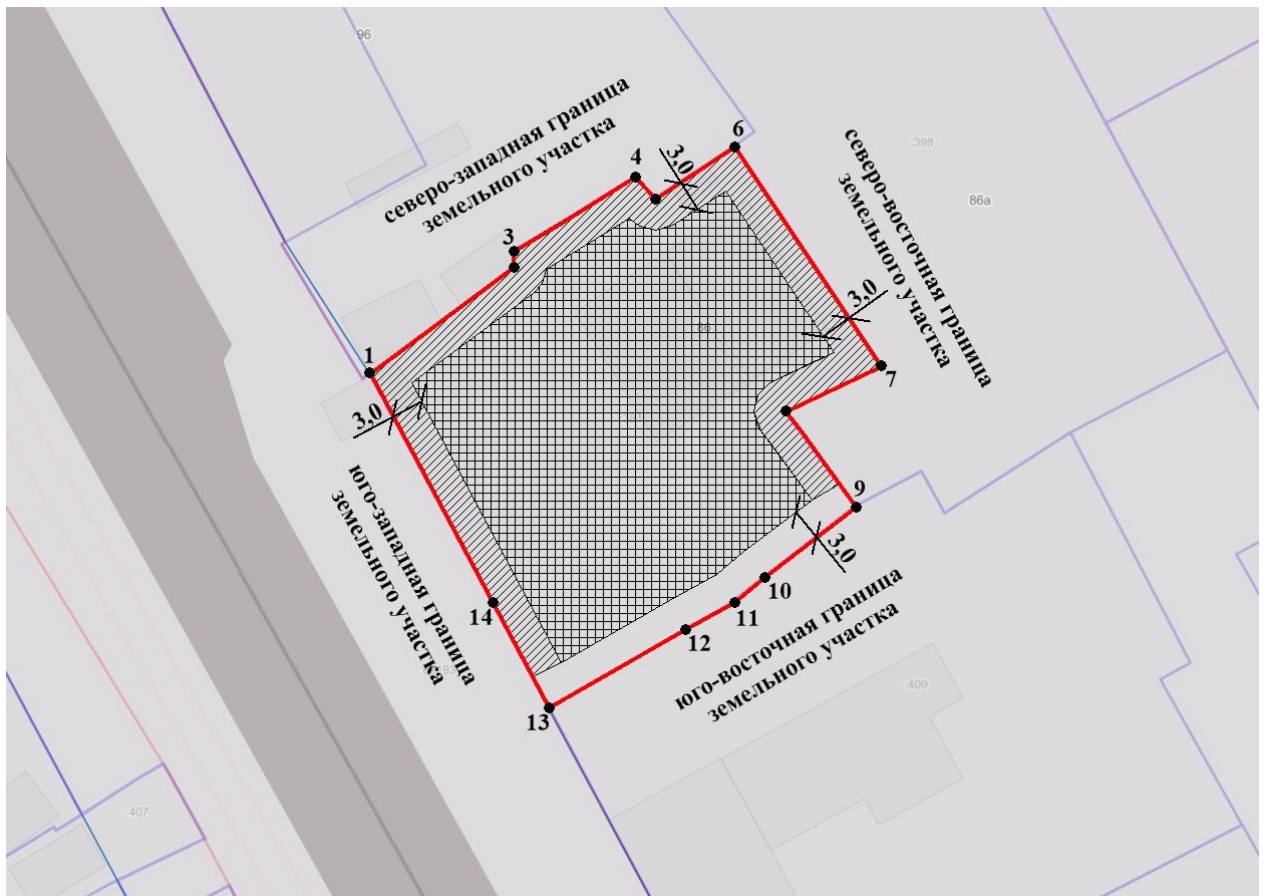 96
северо-западная граница
земельного участка
4
3,0
6
северо-восточная граница
земельного участка
:398
86а
3
3,0
1
7
3,0
9
3,0
юго-западная граница
земельного участка
14
10
11
12
юго-восточная граница
земельного участка
13
:409
:407